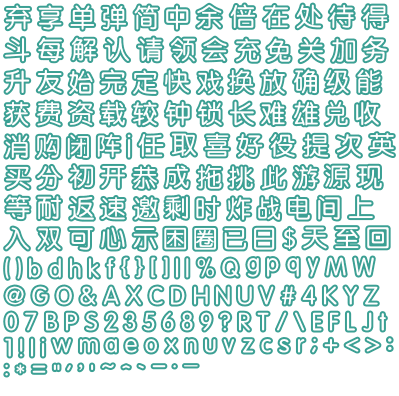 弃享单弹简中余倍在处待得
斗每解认请领会充免关加务
升友始完定快戏换放确级能
获费资载较钟锁长难雄兑收
消购闭阵i任取喜好役提次英
买分初开恭成拖挑此游源现
等耐返速邀剩时炸战电间上
入双可心示困圈已日$天至回
()bdhkf{}[]||%Qgpqy MW
@GO&AXCDHNUV#4KYZ
07BPS235689?RT/\EFLJt
1!Iijwmaeoxnuvzcsr;+<>:
:*="",'~^`-·-